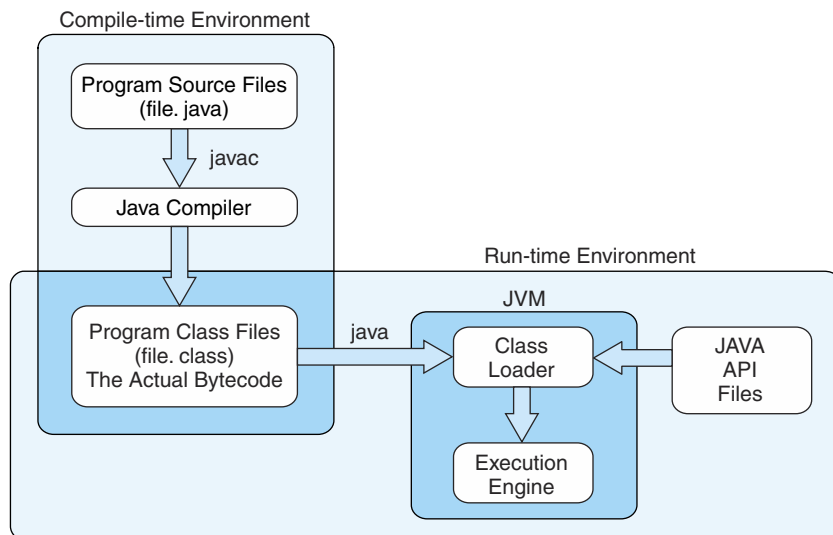 Compile-time Environment
Program Source Files
(file. java)
javac
Java Compiler
Run-time Environment
Program Class Files
(file. class)
The Actual Bytecode
java
JVM
Class
Loader
JAVA
API
Files
Execution
Engine